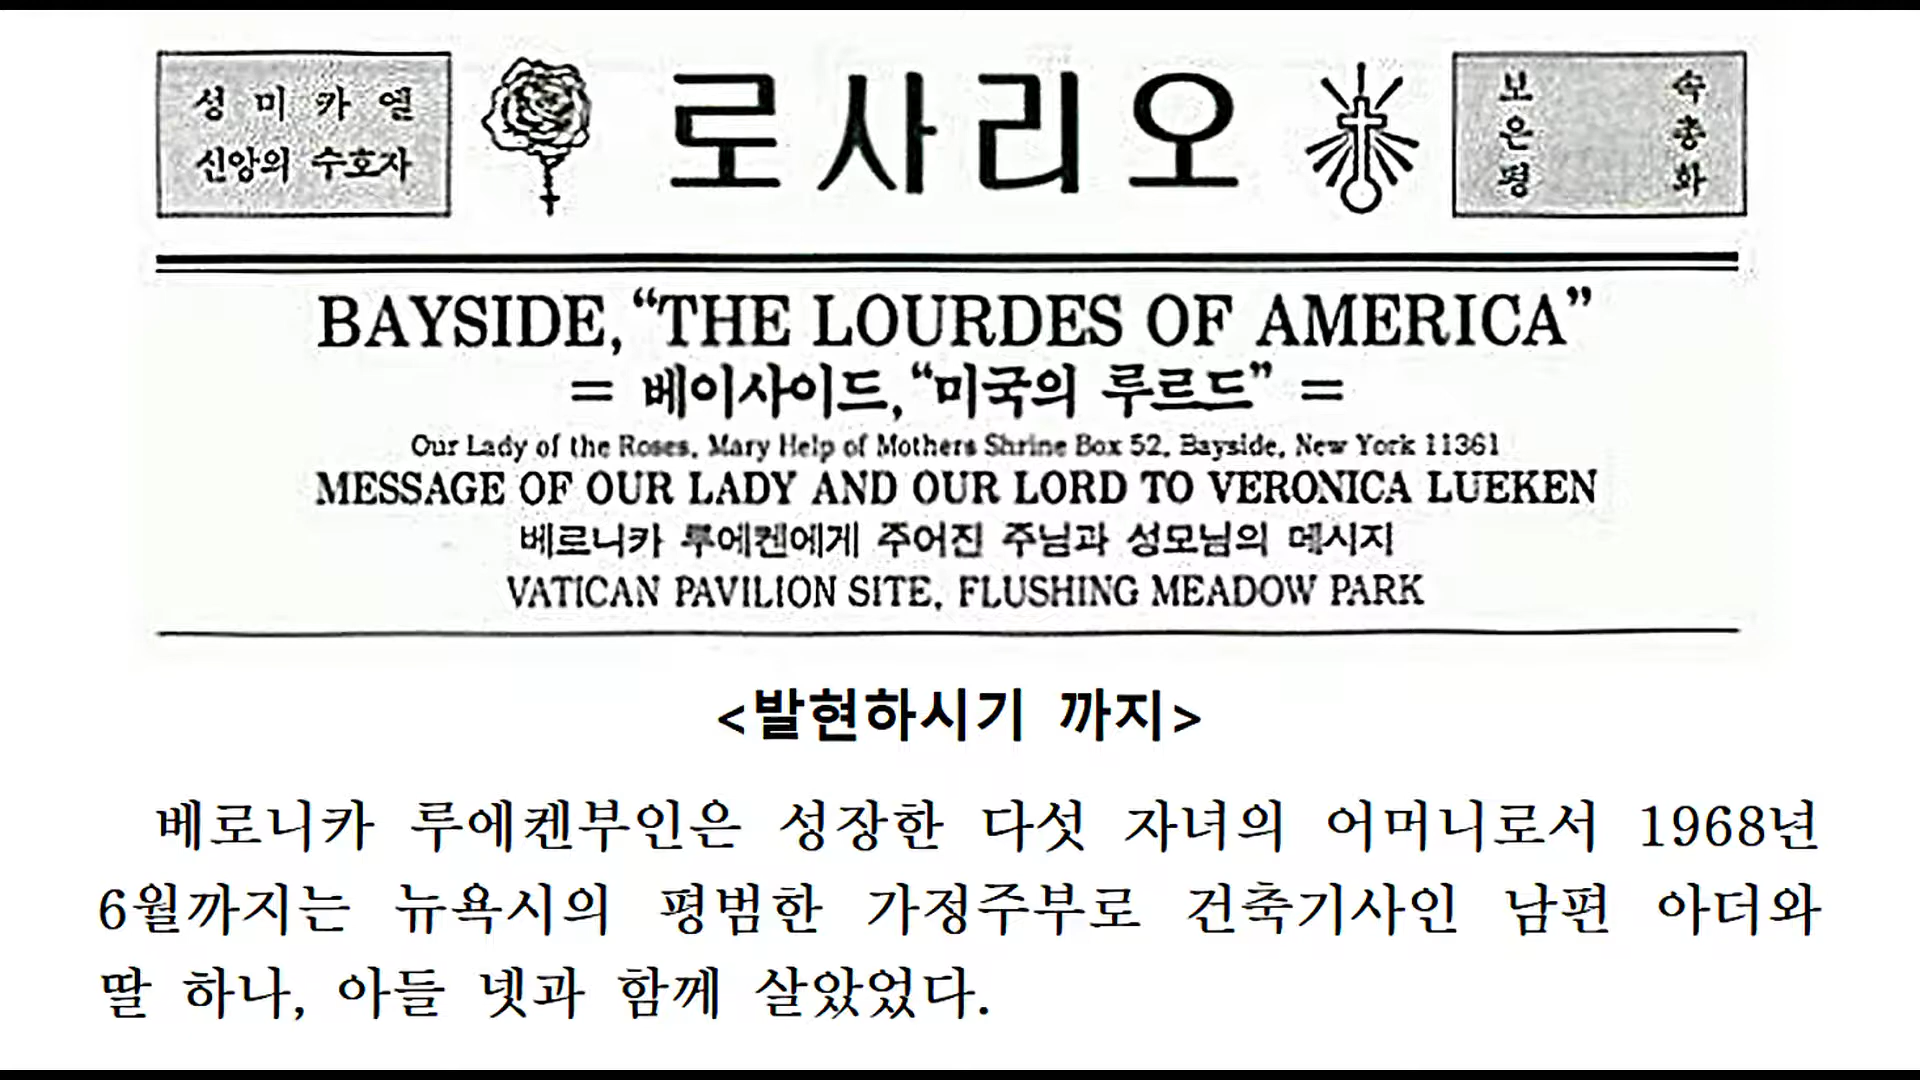 성 미 카 엘
신앙의 수호자
로사리오
보 속
은 총
평 화
BAYSIDE, “THE LOURDES OF AMERICA”
= 베이사이드, “미국의 루르드” =
Our Lady of the Roses, Mary Help of Mothers Shrine Box 52, Bayside, New York 11361
MESSAGE OF OUR LADY AND OUR LORD TO VERONICA LUEKEN
베르니카 루에켄에게 주어진 주님과 성모님의 메시지
VATICAN PAVILION SITE, FLUSHING MEADOW PARK
<발현하시기 까지>
베로니카 루에켄부인은 성장한 다섯 자녀의 어머니로서 1968년
6월까지는 뉴욕시의 평범한 가정주부로 건축기사인 남편 아더와
딸 하나, 아들 넷과 함께 살았었다.